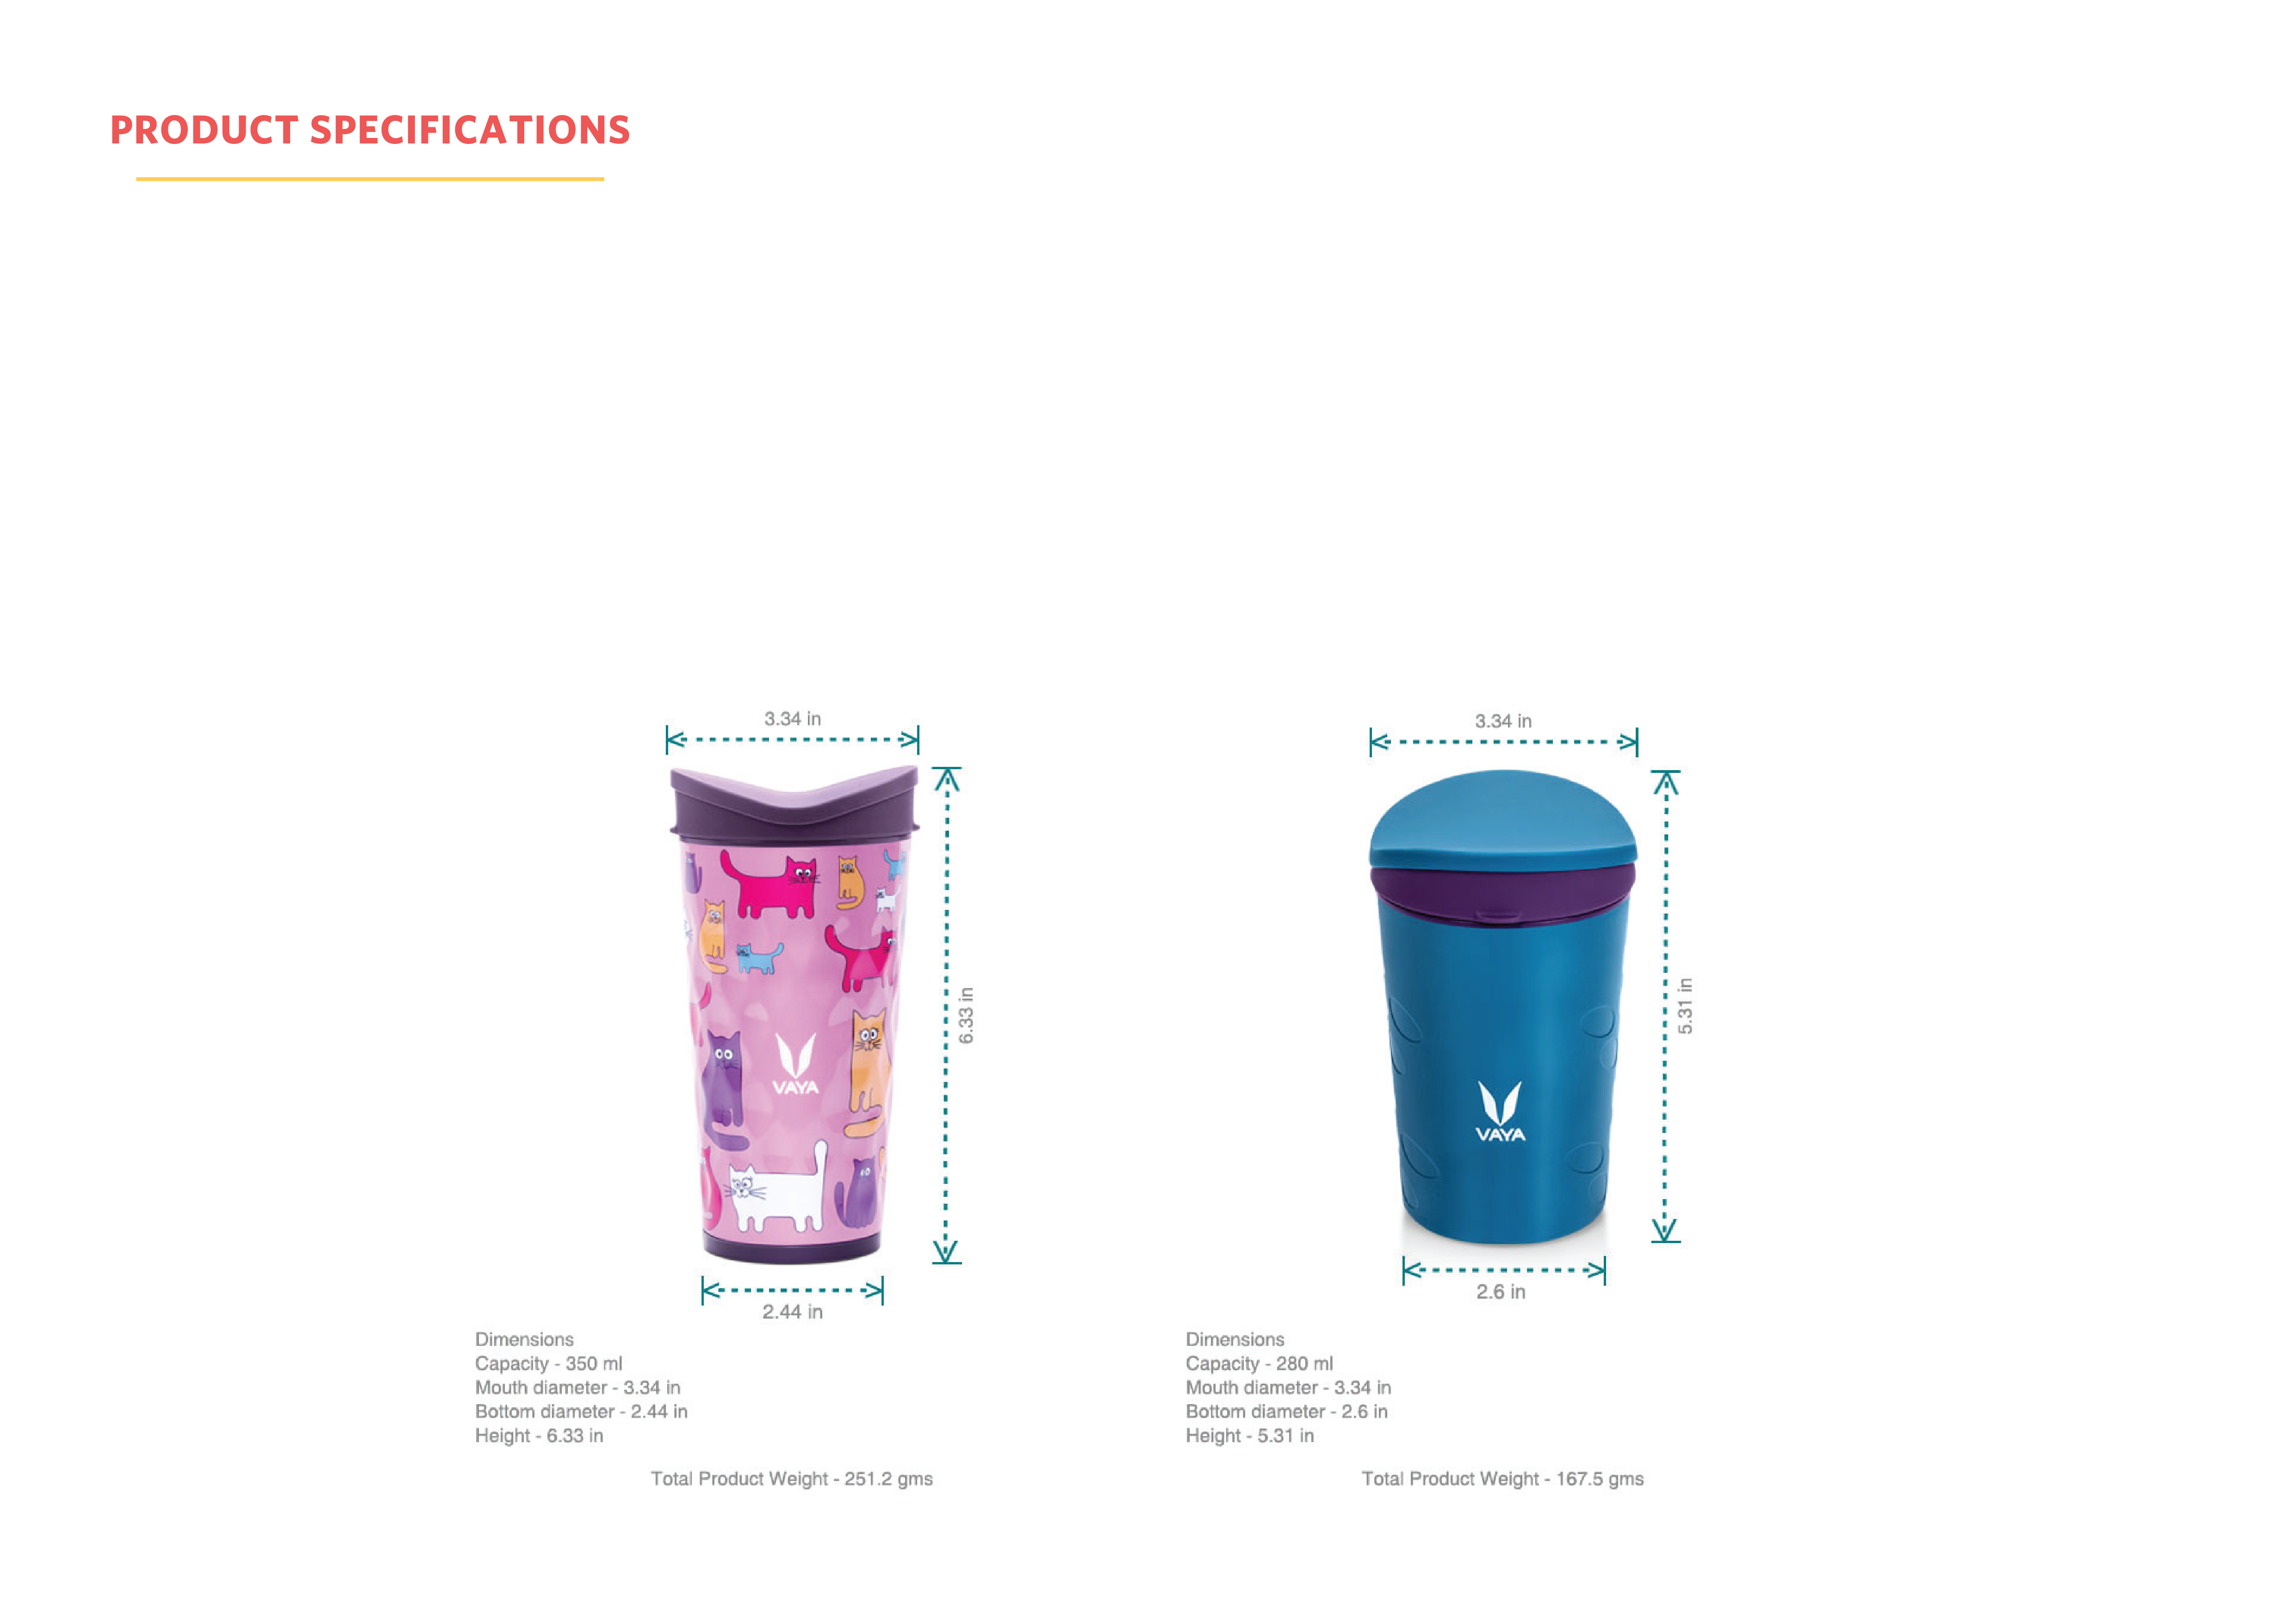 PRODUCT SPECIFICATIONS
3.34 in
6.33 in
VAYA
2.44 in
Dimensions
Capacity - 350 ml
Mouth diameter - 3.34 in
Bottom diameter - 2.44 in
Height - 6.33 in
Total Product Weight - 251.2 gms
3.34 in
5.31 in
VAYA
2.6 in
Dimensions
Capacity - 280 ml
Mouth diameter - 3.34 in
Bottom diameter - 2.6 in
Height - 5.31 in
Total Product Weight - 167.5 gms